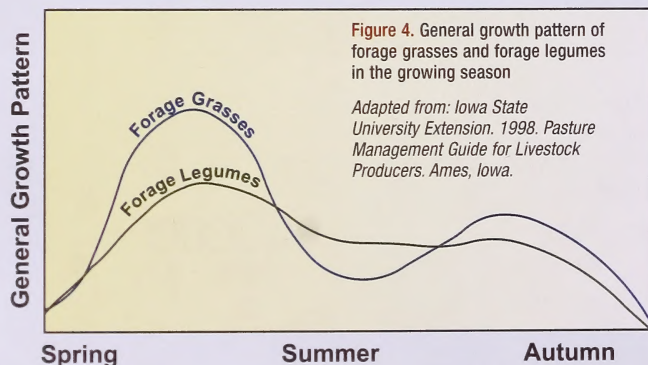 General Growth Pattern
Figure 4. General growth pattern of
forage grasses and forage legumes
in the growing season
Adapted from: Iowa State
University Extension. 1998. Pasture
Management Guide for Livestock
Producers. Ames, Iowa.
Forage Grasses
Forage Legumes
Spring Summer Autumn